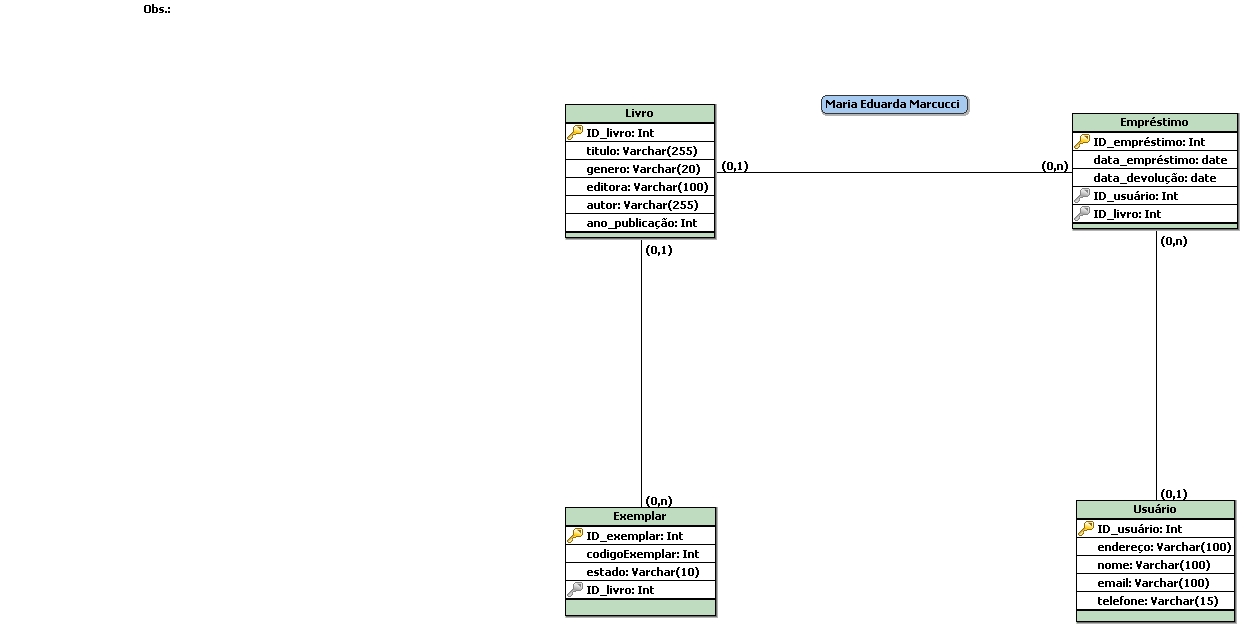 Obs.:
Maria Eduarda Marcucci
Livro
ID_livro: Int
titulo: Varchar(255)
genero: Varchar(20)
editora: Varchar(100)
autor: Varchar(255)
ano_publicação: Int
(0,1)
(0,n)
Empréstimo
ID_empréstimo: Int
data_empréstimo: date
data_devolução: date
ID_usuário: Int
ID_livro: Int
(0,1)
(0,n)
(0,n)
Exemplar
ID_exemplar: Int
codigoExemplar: Int
estado: Varchar(10)
ID_livro: Int
(0,1)
Usuário
ID_usuário: Int
endereço: Varchar(100)
nome: Varchar(100)
email: Varchar(100)
telefone: Varchar(15)